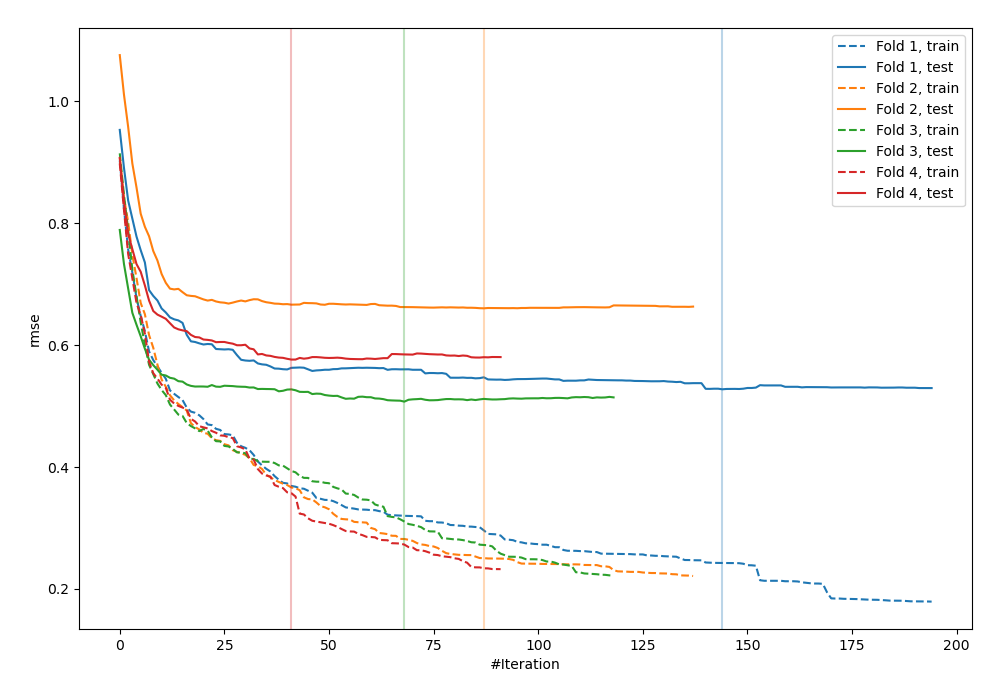 Fold 1, train
Fold 1, test
Fold 2, train
Fold 2, test
Fold 3, train
Fold 3, test
Fold 4, train
Fold 4, test
rmse
1.0
0.8
0.6
0.4
0.2
0 25 50 75 100 125 150 175 200
#Iteration